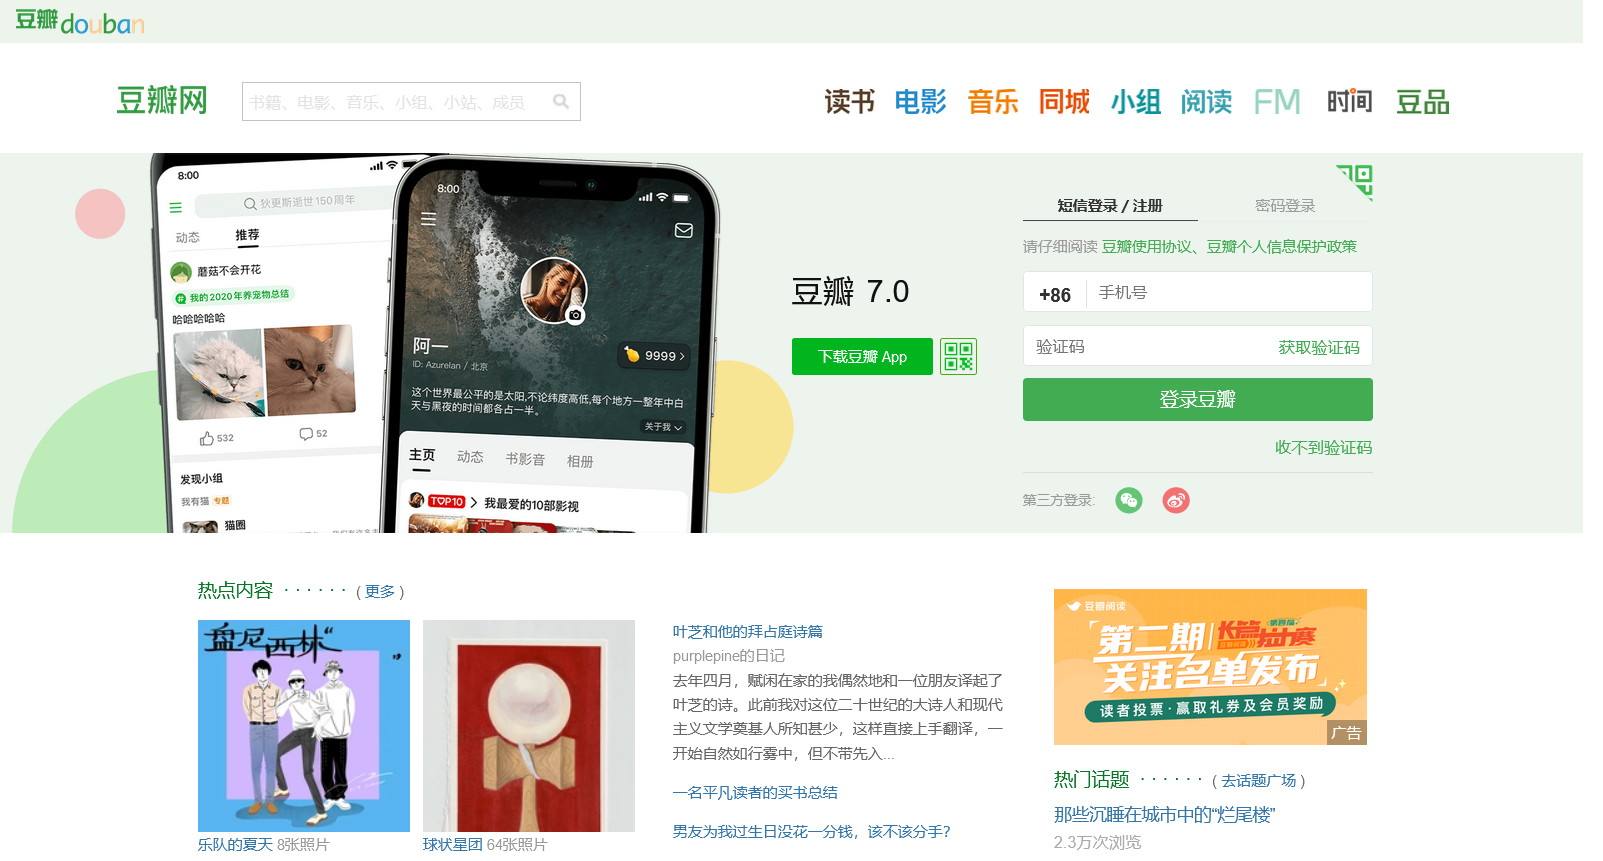 豆瓣douban
豆瓣网
书籍、电影、音乐、小组、小站、成员
读书 电影 音乐 同城 小组 阅读 FM 时间 豆品
8:00
狄更斯逝世150周年
动态 推荐
蘑菇不会开花
我的2020年养宠物总结
哈哈哈哈哈
532 52
发现小组
我有猫 专题
猫圈
8:00
阿一
ID: Azurelan / 北京
9999
这个世界最公平的是太阳,不论纬度高低,每个地方一整年中白
天与黑夜的时间都各占一半。
关于我
主页 动态 书影音 相册
TOP10 我最爱的10部影视
豆瓣 7.0
下载豆瓣 App
短信登录 / 注册 密码登录
请仔细阅读 豆瓣使用协议、豆瓣个人信息保护政策
+86 手机号
验证码 获取验证码
登录豆瓣
收不到验证码
第三方登录:
热点内容 · · · · · · ( 更多 )
盘尼西林
乐队的夏天 8张照片
球状星团 64张照片
叶芝和他的拜占庭诗篇
purplepine的日记
去年四月，赋闲在家的我偶然地和一位朋友译起了
叶芝的诗。此前我对这位二十世纪的大诗人和现代
主义文学奠基人所知甚少，这样直接上手翻译，一
开始自然如行雾中，但不带先入...
一名平凡读者的买书总结
男友为我过生日没花一分钱，该不该分手？
豆瓣阅读
第二期 第四届 长篇拉力赛
关注名单发布
读者投票·赢取礼券及会员奖励
广告
热门话题 · · · · · · ( 去话题广场 )
那些沉睡在城市中的“烂尾楼”
2.3万次浏览